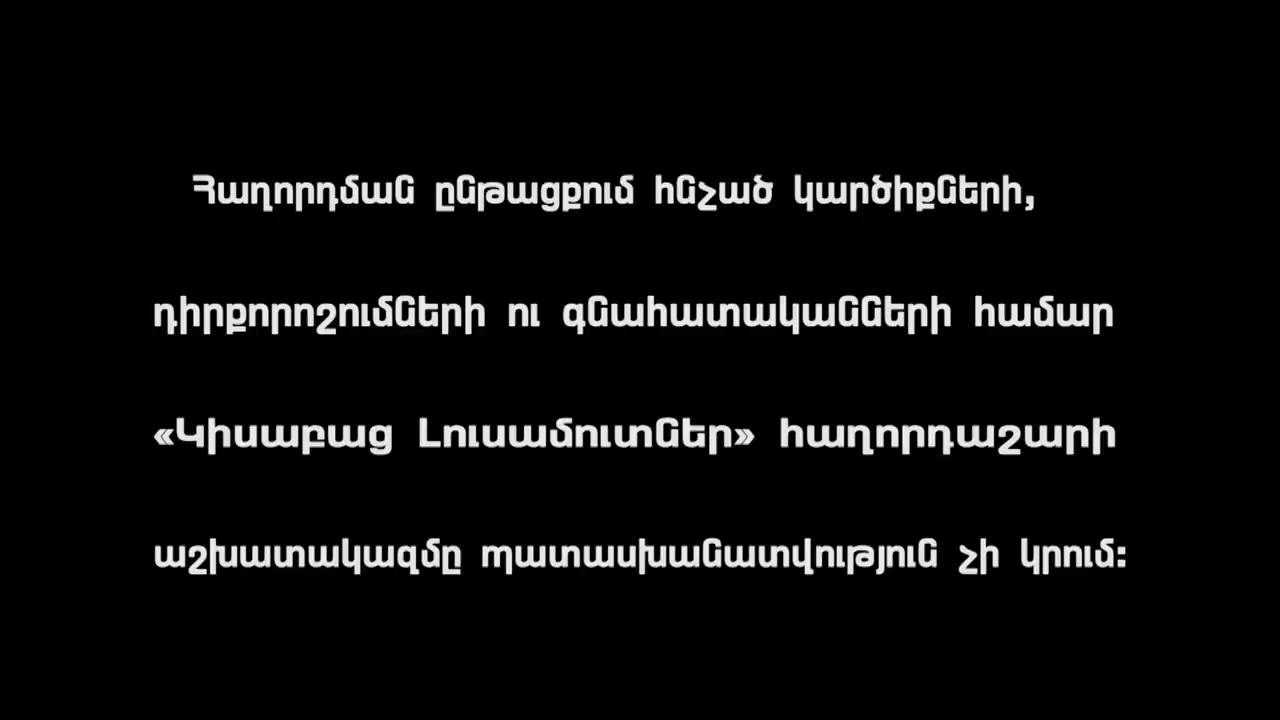 Հաղորդման ընթացքում հնչած կարծիքների,
դիրքորոշումների ու գնահատականների համար
«Կիսաբաց Լուսամուտներ» հաղորդաշարի
աշխատակազմը պատասխանատվություն չի կրում: